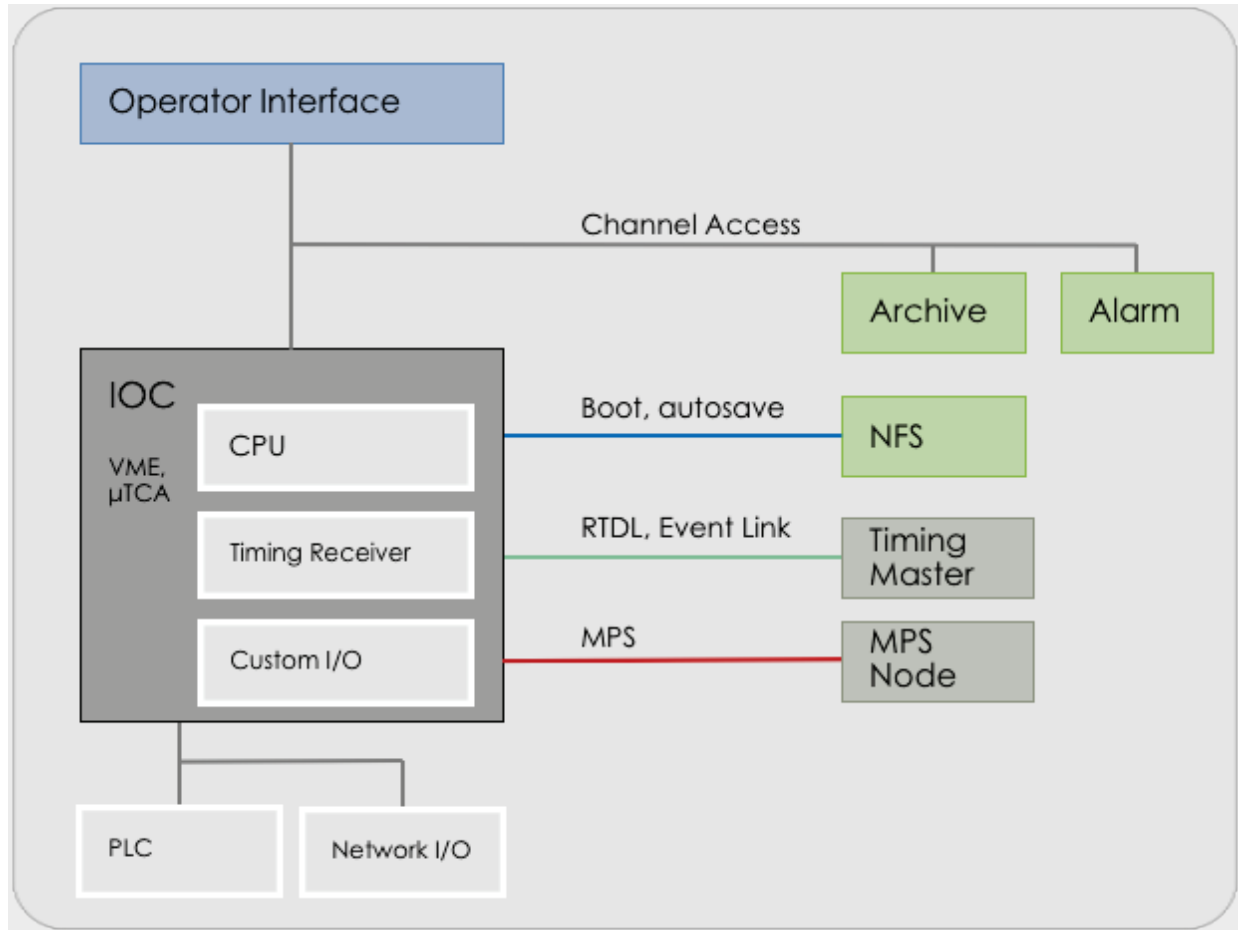 Operator Interface
Channel Access
Archive
Alarm
IOC
VME,
µTCA
CPU
Boot, autosave
NFS
Timing Receiver
RTDL, Event Link
Timing
Master
Custom I/O
MPS
MPS
Node
PLC
Network I/O